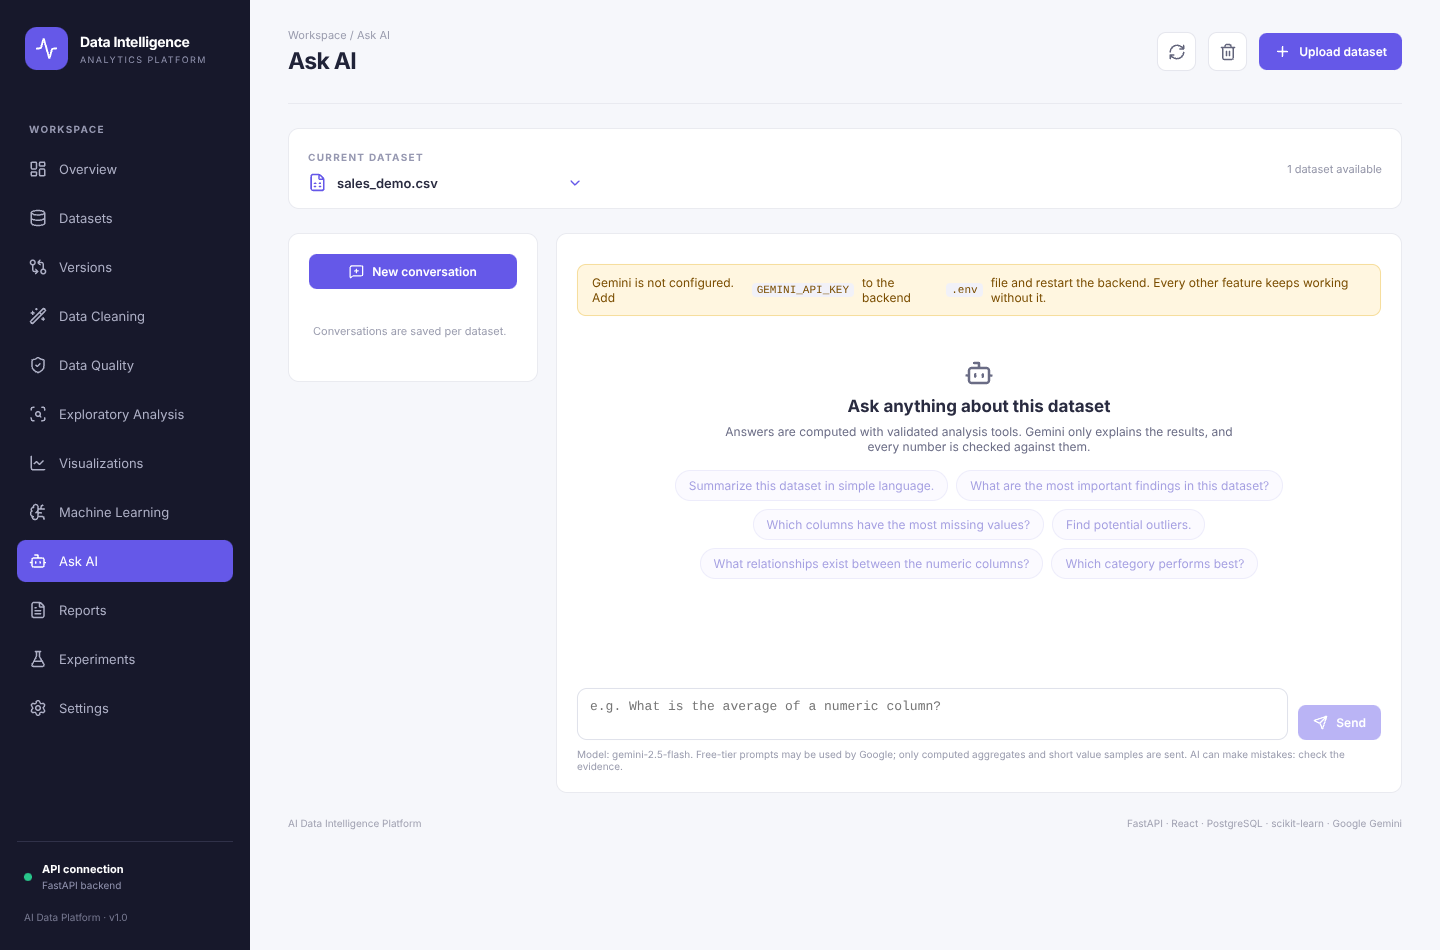 Data Intelligence
ANALYTICS PLATFORM
WORKSPACE
Overview
Datasets
Versions
Data Cleaning
Data Quality
Exploratory Analysis
Visualizations
Machine Learning
Ask AI
Reports
Experiments
Settings
API connection
FastAPI backend
AI Data Platform · v1.0
Workspace / Ask AI
Ask AI
Upload dataset
CURRENT DATASET
sales_demo.csv
1 dataset available
New conversation
Conversations are saved per dataset.
Gemini is not configured. Add GEMINI_API_KEY to the backend .env file and restart the backend. Every other feature keeps working without it.
Ask anything about this dataset
Answers are computed with validated analysis tools. Gemini only explains the results, and
every number is checked against them.
Summarize this dataset in simple language.
What are the most important findings in this dataset?
Which columns have the most missing values?
Find potential outliers.
What relationships exist between the numeric columns?
Which category performs best?
e.g. What is the average of a numeric column?
Send
Model: gemini-2.5-flash. Free-tier prompts may be used by Google; only computed aggregates and short value samples are sent. AI can make mistakes: check the
evidence.
AI Data Intelligence Platform
FastAPI · React · PostgreSQL · scikit-learn · Google Gemini